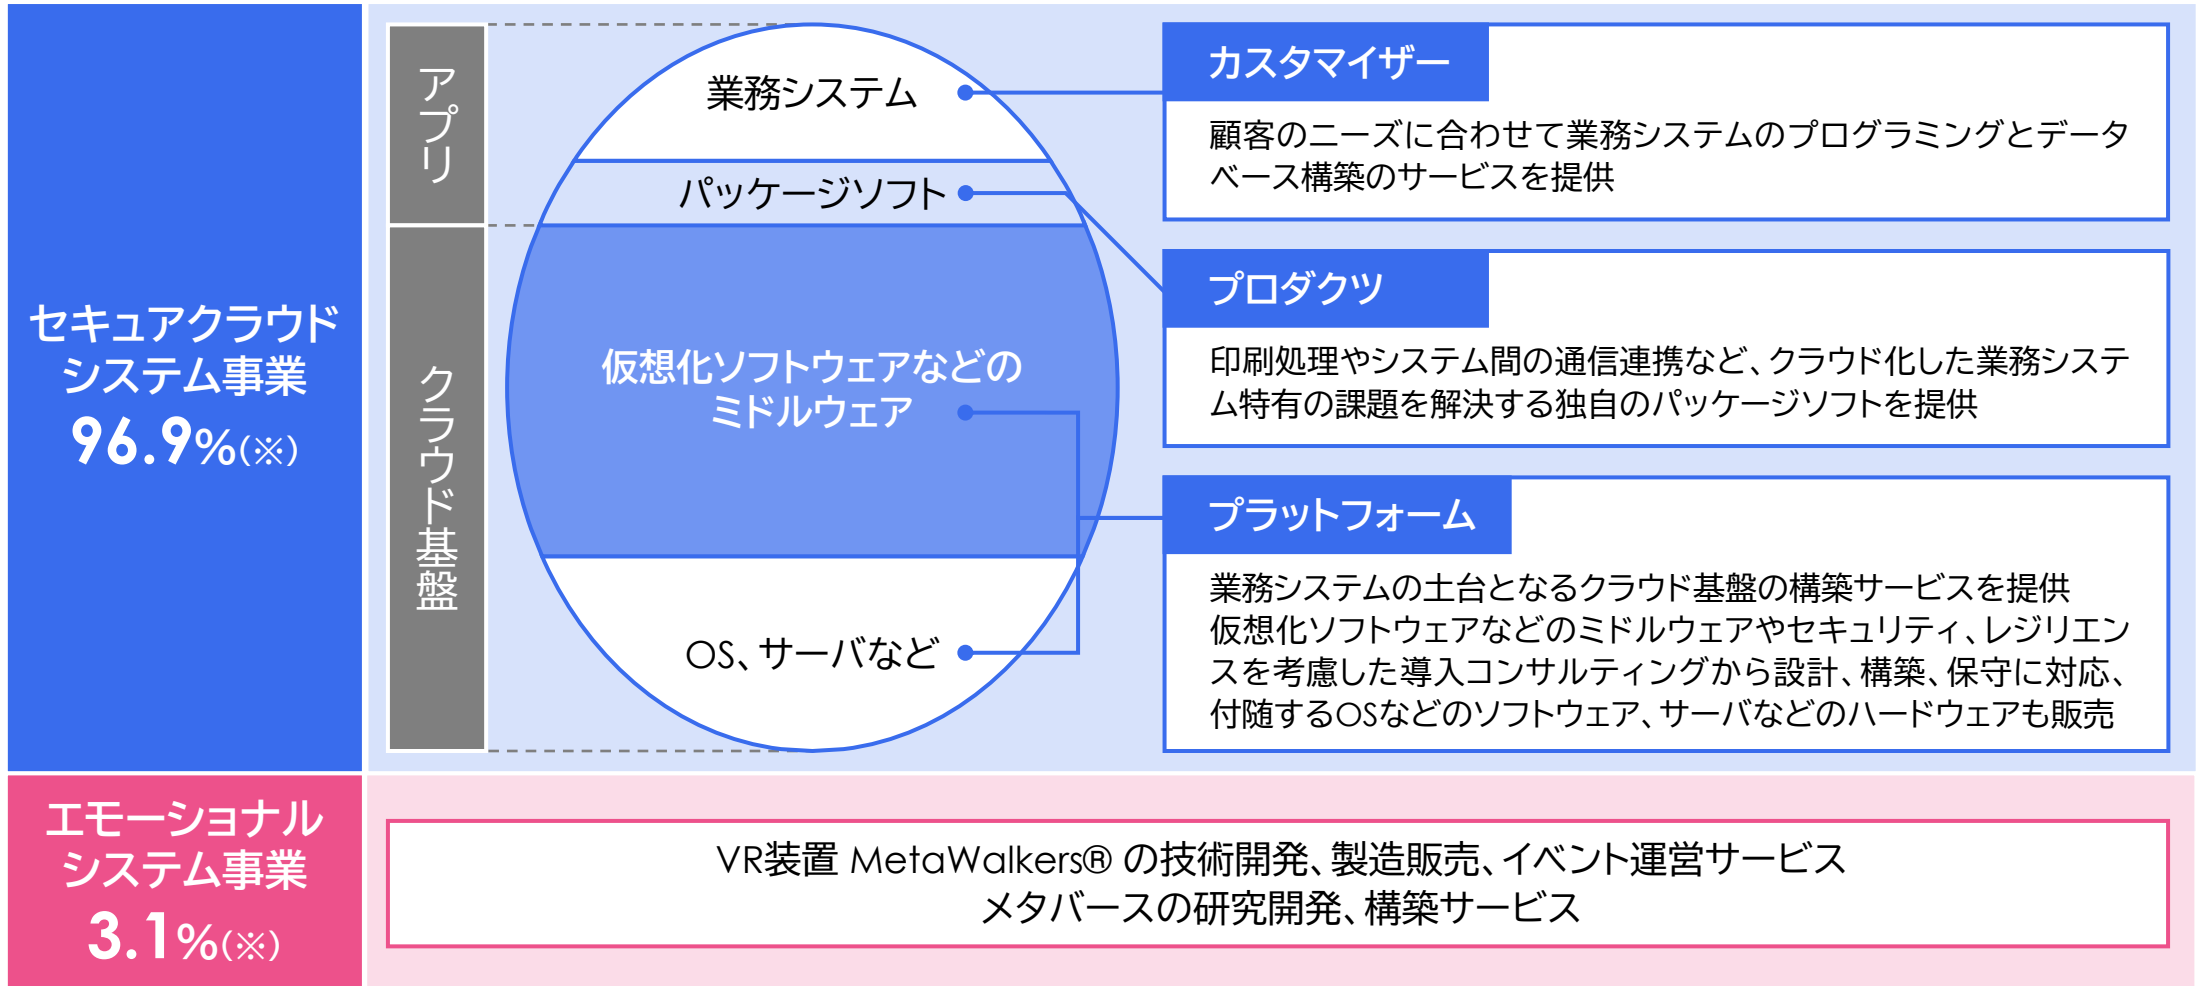 セキュアクラウド
システム事業
96.9%(※)
アプリ
クラウド基盤
業務システム
パッケージソフト
仮想化ソフトウェアなどの
ミドルウェア
OS、サーバなど
カスタマイザー
顧客のニーズに合わせて業務システムのプログラミングとデータ
ベース構築のサービスを提供
プロダクツ
印刷処理やシステム間の通信連携など、クラウド化した業務システ
ム特有の課題を解決する独自のパッケージソフトを提供
プラットフォーム
業務システムの土台となるクラウド基盤の構築サービスを提供
仮想化ソフトウェアなどのミドルウェアやセキュリティ、レジリエン
スを考慮した導入コンサルティングから設計、構築、保守に対応、
付随するOSなどのソフトウェア、サーバなどのハードウェアも販売
エモーショナル
システム事業
3.1%(※)
VR装置 MetaWalkers® の技術開発、製造販売、イベント運営サービス
メタバースの研究開発、構築サービス